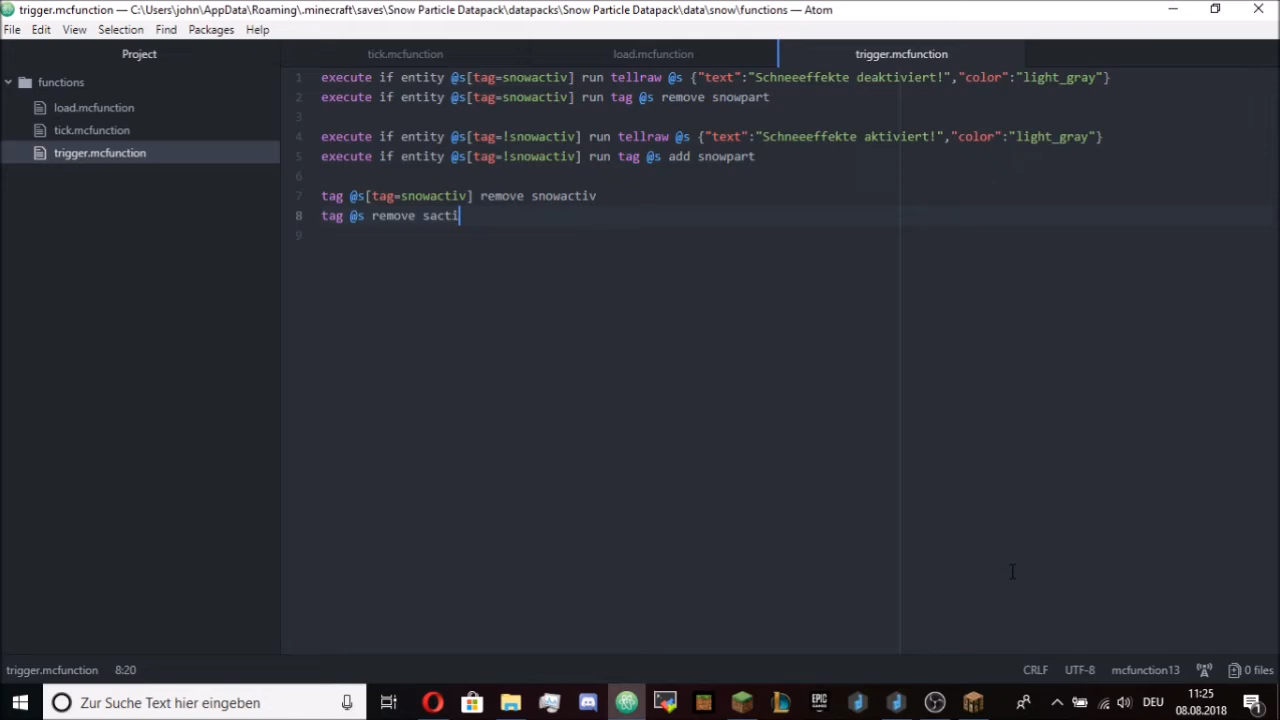 trigger.mcfunction — C:\Users\john\AppData\Roaming\.minecraft\saves\Snow Particle Datapack\datapacks\Snow Particle Datapack\data\snow\functions — Atom
File Edit View Selection Find Packages Help
Project
tick.mcfunction load.mcfunction trigger.mcfunction
functions
load.mcfunction
tick.mcfunction
trigger.mcfunction
1 execute if entity @s[tag=snowactiv] run tellraw @s {"text":"Schneeeffekte deaktiviert!","color":"light_gray"}
2 execute if entity @s[tag=snowactiv] run tag @s remove snowpart
3
4 execute if entity @s[tag=!snowactiv] run tellraw @s {"text":"Schneeeffekte aktiviert!","color":"light_gray"}
5 execute if entity @s[tag=!snowactiv] run tag @s add snowpart
6
7 tag @s[tag=snowactiv] remove snowactiv
8 tag @s remove sacti
9
trigger.mcfunction 8:20 CRLF UTF-8 mcfunction13 0 files
Zur Suche Text hier eingeben
EPIC GAMES
DEU
11:25
08.08.2018
1